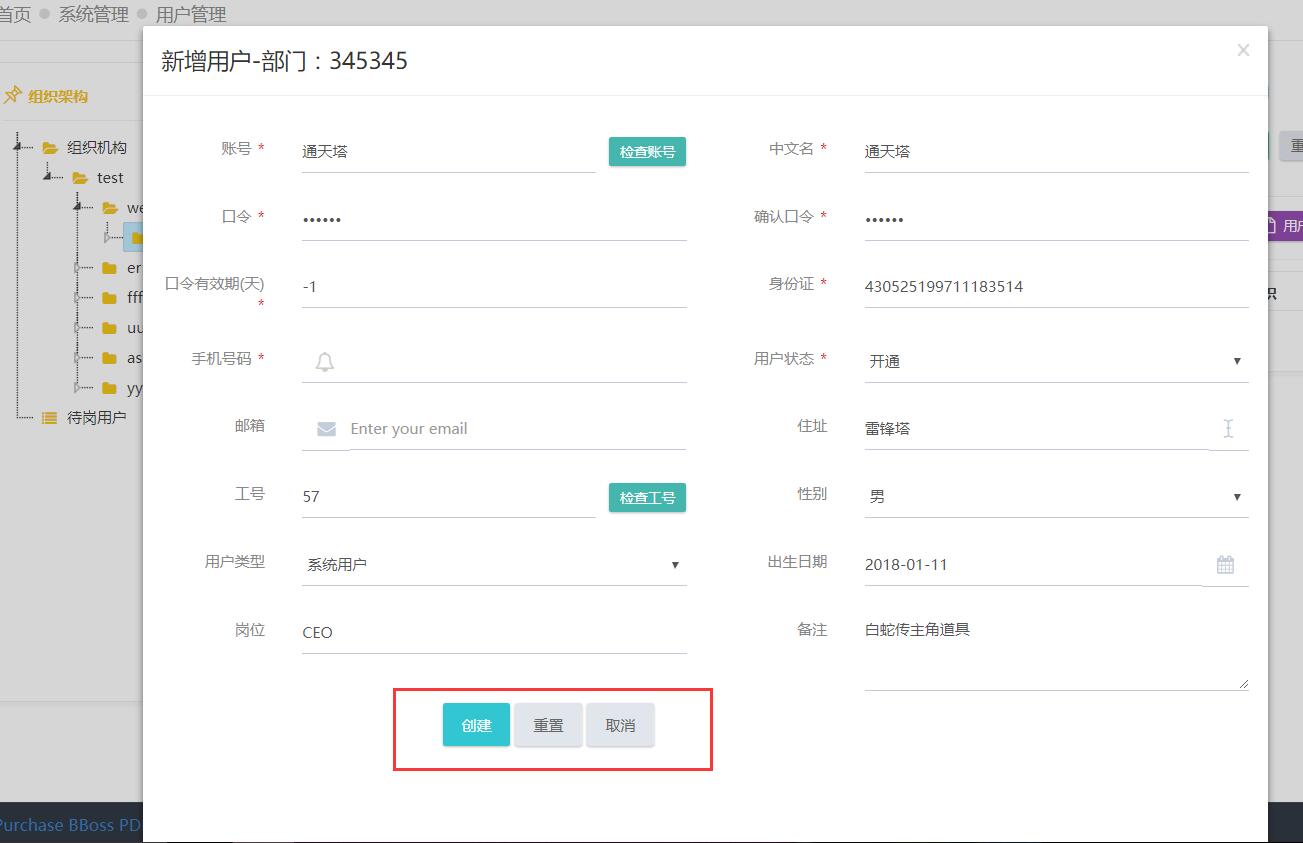 首页 系统管理 用户管理
新增用户-部门：345345
×
组织架构
组织机构
test
we
er
fff
uu
as
yy
待岗用户
账号 * 通天塔 检查账号 中文名 * 通天塔
口令 * •••••• 确认口令 * ••••••
口令有效期(天) * -1 身份证 * 430525199711183514
手机号码 * 用户状态 * 开通
邮箱 Enter your email 住址 雷锋塔
工号 57 检查工号 性别 男
用户类型 系统用户 出生日期 2018-01-11
岗位 CEO 备注 白蛇传主角道具
创建 重置 取消
重
用户
Purchase BBoss PD